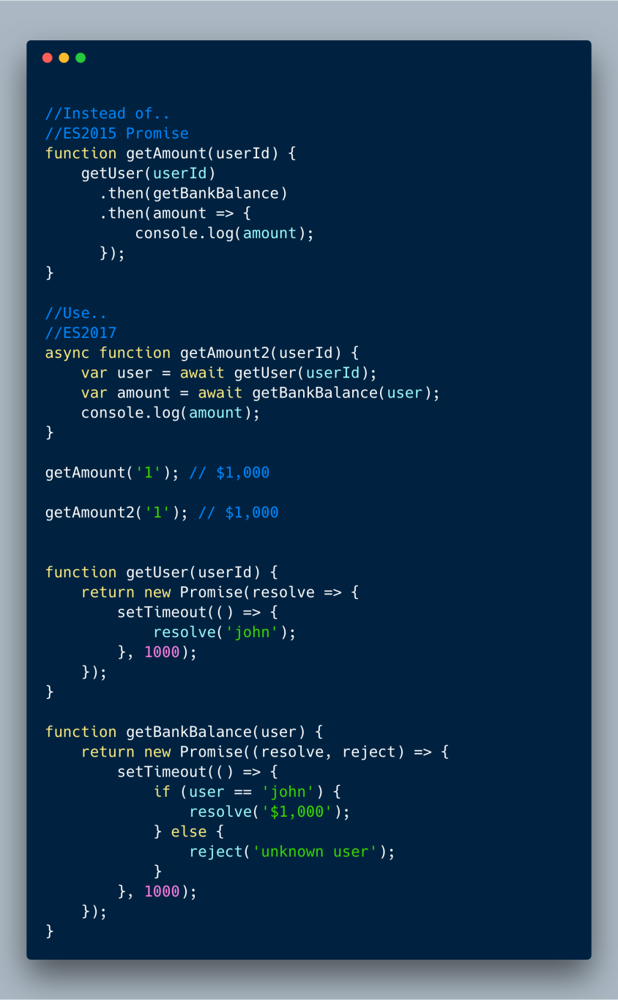 //Instead of..
//ES2015 Promise
function getAmount(userId) {
    getUser(userId)
      .then(getBankBalance)
      .then(amount => {
          console.log(amount);
      });
}

//Use..
//ES2017
async function getAmount2(userId) {
    var user = await getUser(userId);
    var amount = await getBankBalance(user);
    console.log(amount);
}

getAmount('1'); // $1,000

getAmount2('1'); // $1,000


function getUser(userId) {
    return new Promise(resolve => {
        setTimeout(() => {
            resolve('john');
        }, 1000);
    });
}

function getBankBalance(user) {
    return new Promise((resolve, reject) => {
        setTimeout(() => {
            if (user == 'john') {
                resolve('$1,000');
            } else {
                reject('unknown user');
            }
        }, 1000);
    });
}